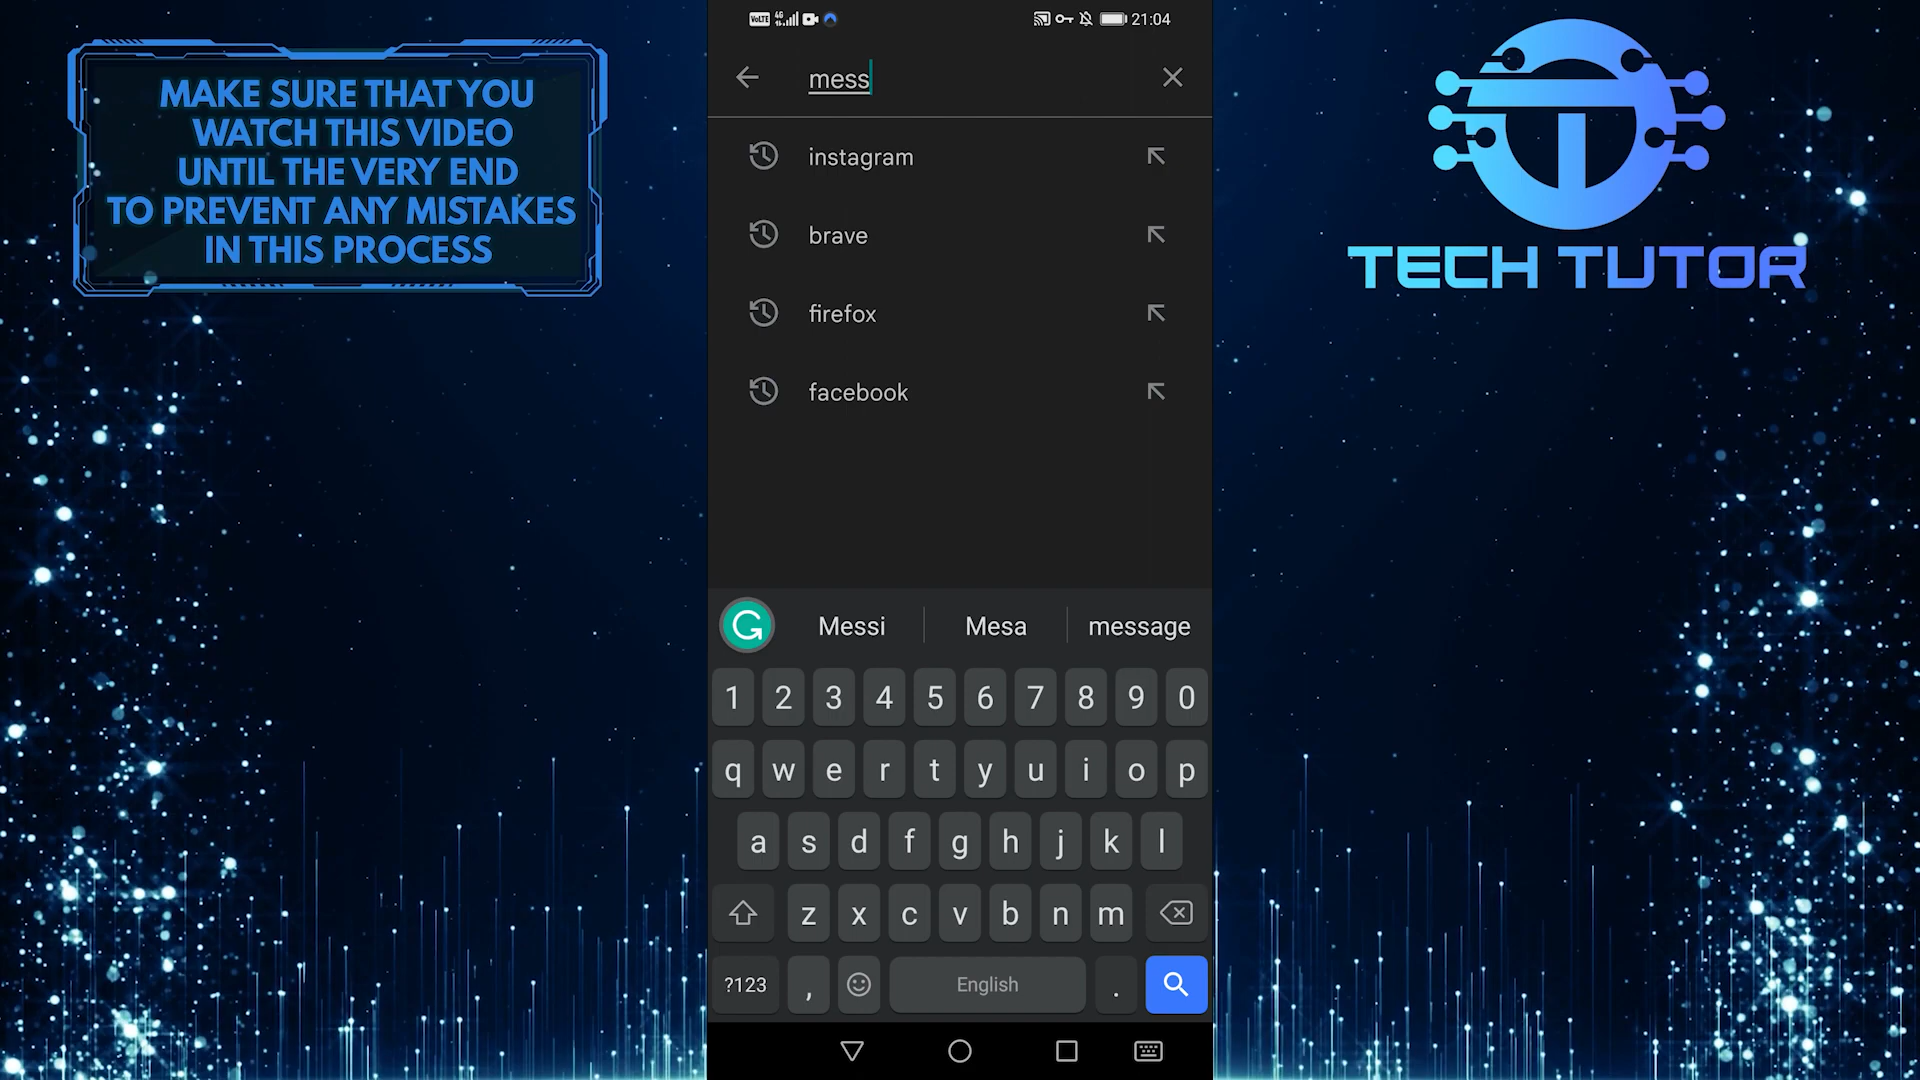 MAKE SURE THAT YOU
WATCH THIS VIDEO
UNTIL THE VERY END
TO PREVENT ANY MISTAKES
IN THIS PROCESS
VoLTE 4G 21:04
mess
instagram
brave
firefox
facebook
G Messi Mesa message
1 2 3 4 5 6 7 8 9 0
q w e r t y u i o p
a s d f g h j k l
z x c v b n m
?123 , English .
TECH TUTOR